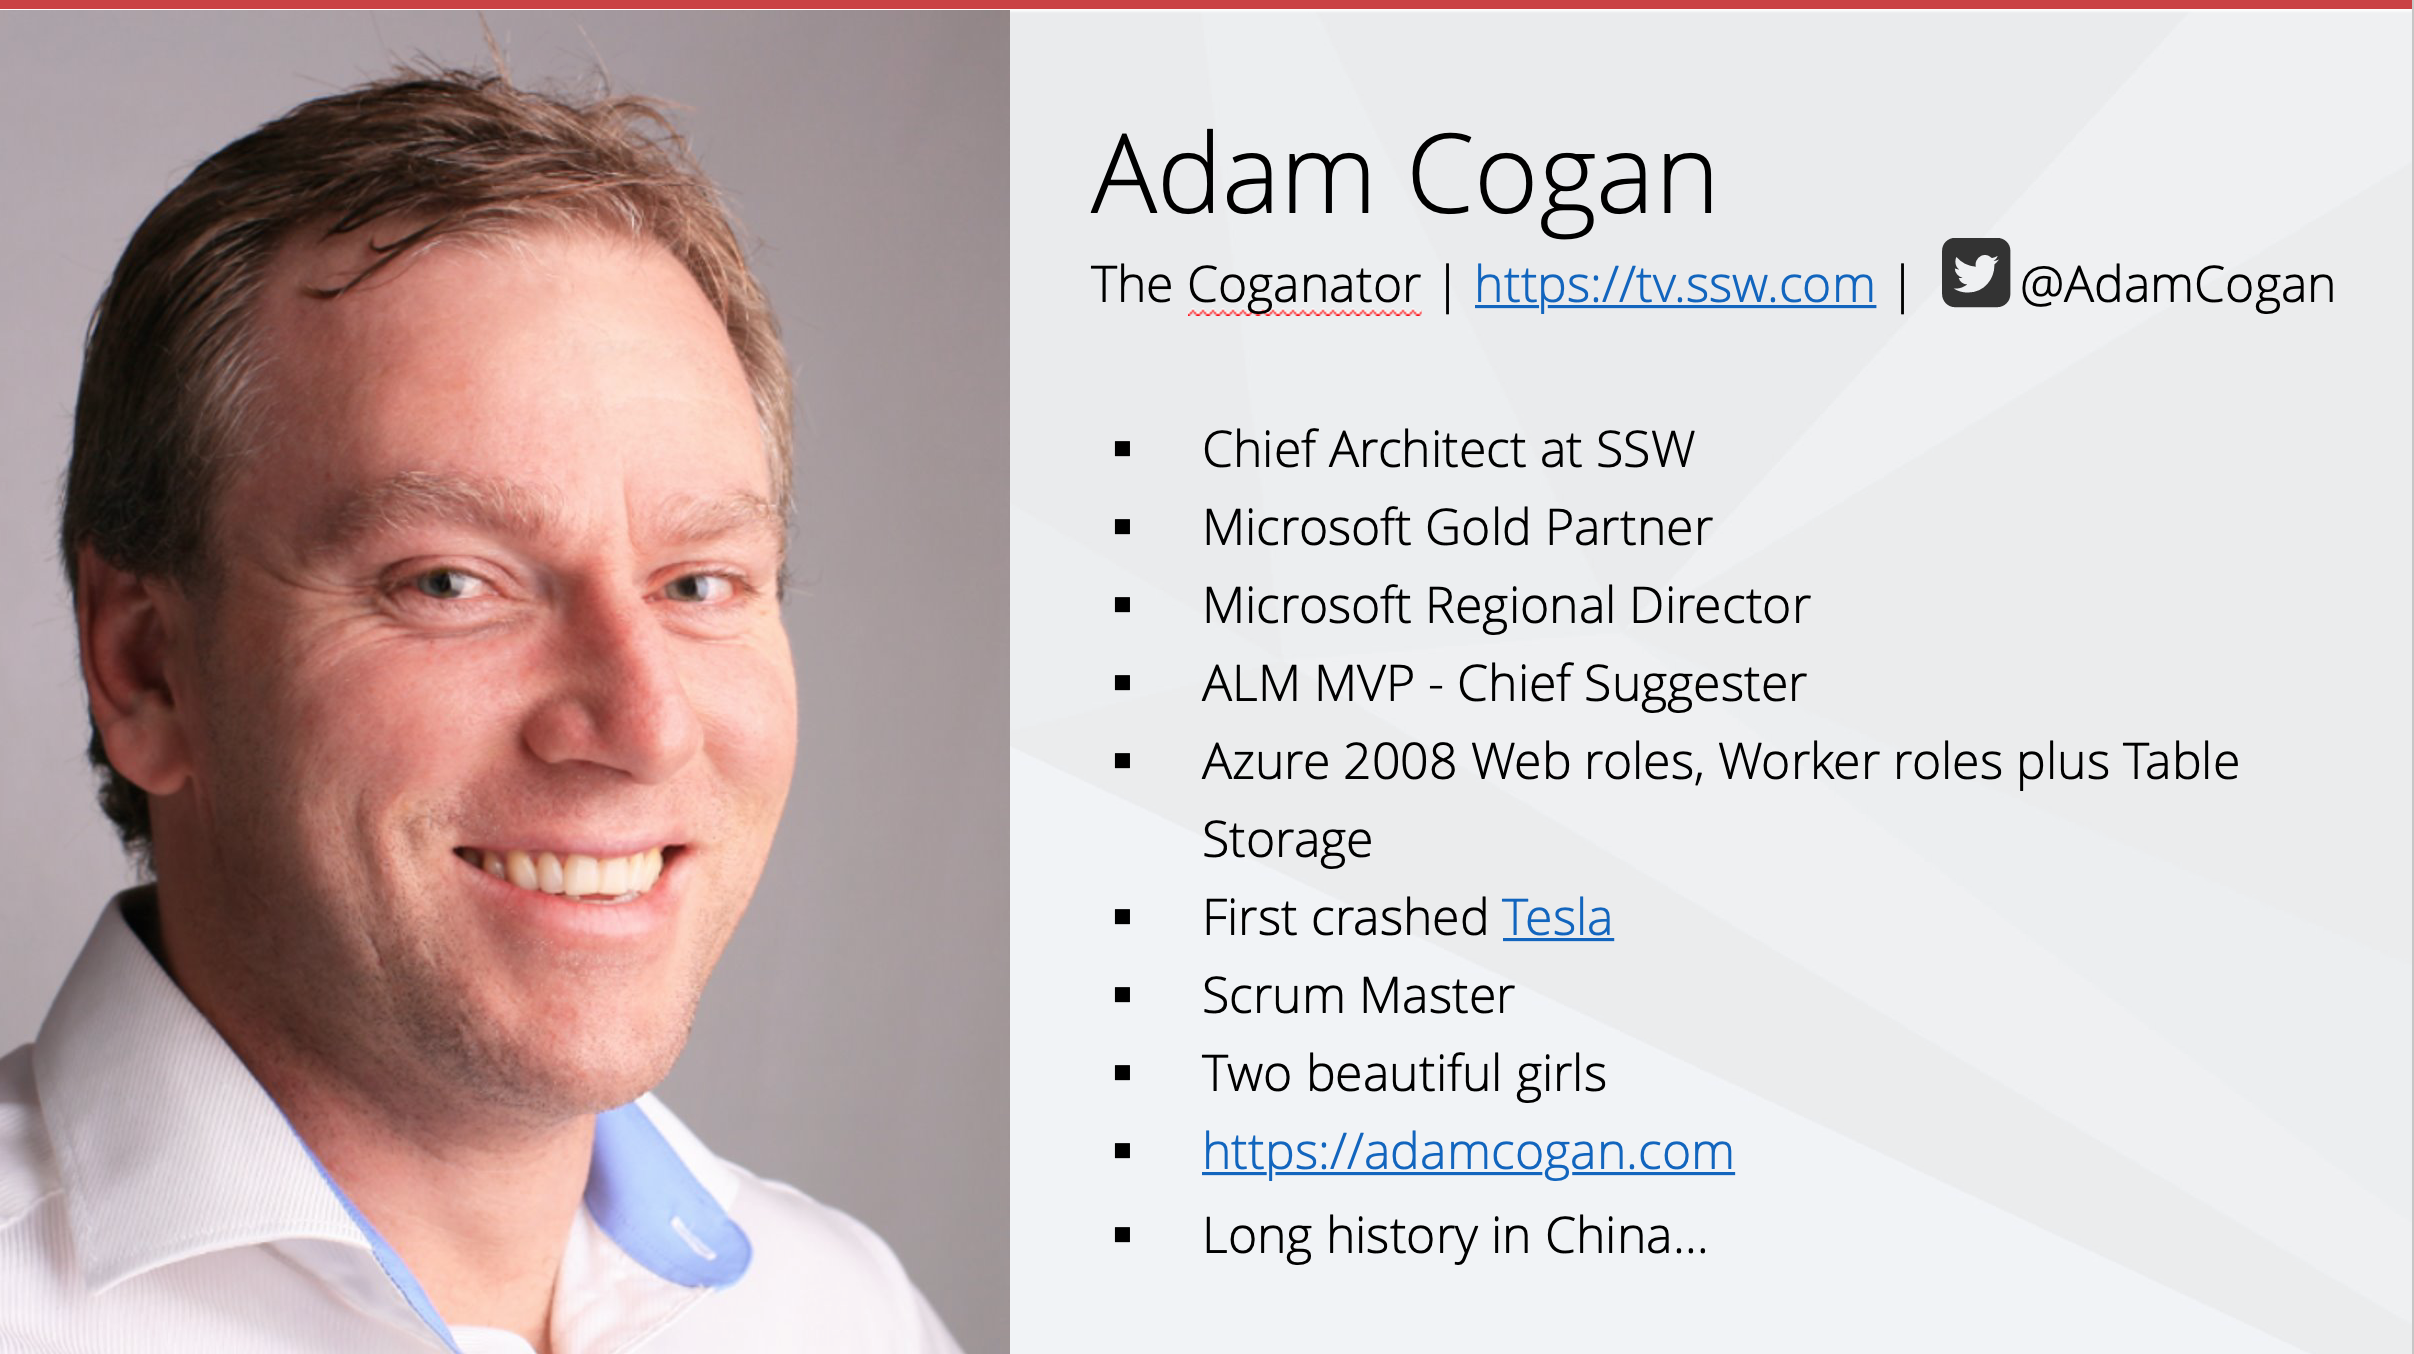 Adam Cogan
The Coganator | https://tv.ssw.com | @AdamCogan
▪ Chief Architect at SSW
▪ Microsoft Gold Partner
▪ Microsoft Regional Director
▪ ALM MVP - Chief Suggester
▪ Azure 2008 Web roles, Worker roles plus Table
Storage
▪ First crashed Tesla
▪ Scrum Master
▪ Two beautiful girls
▪ https://adamcogan.com
▪ Long history in China…